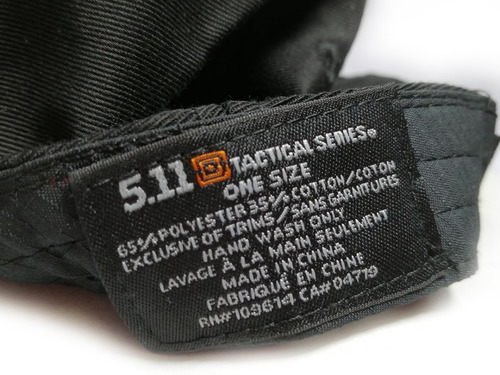 5.11 TACTICAL SERIES®
ONE SIZE
65% POLYESTER 35% COTTON/COTON
EXCLUSIVE OF TRIMS/SANS GARNITURES
HAND WASH ONLY
LAVAGE À LA MAIN SEULEMENT
MADE IN CHINA
FABRIQUÉ EN CHINE
RN#109614 CA#04719